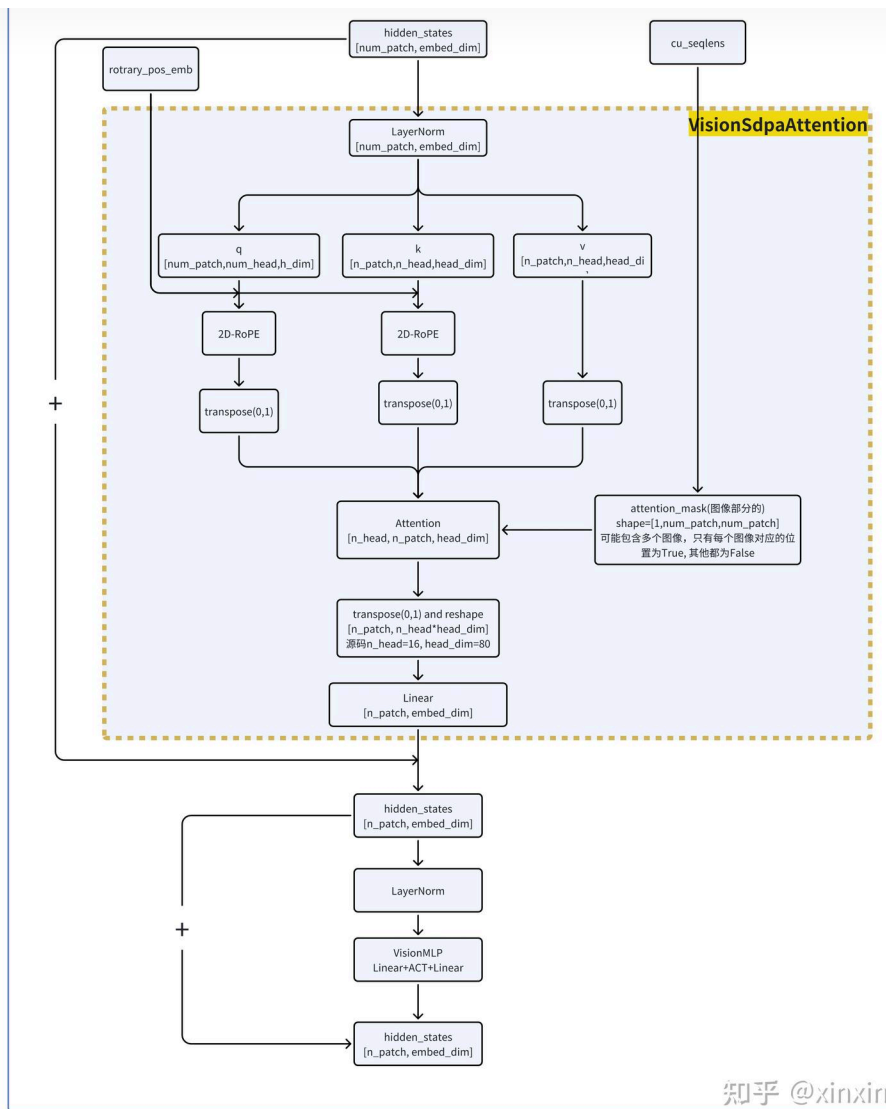 hidden_states
[num_patch, embed_dim]
cu_seqlens
rotrary_pos_emb
VisionSdpaAttention
LayerNorm
[num_patch, embed_dim]
q
[num_patch,num_head,h_dim]
k
[n_patch,n_head,head_dim]
v
[n_patch,n_head,head_di
2D-RoPE
2D-RoPE
transpose(0,1)
transpose(0,1)
transpose(0,1)
+
Attention
[n_head, n_patch, head_dim]
attention_mask(图像部分的)
shape=[1,num_patch,num_patch]
可能包含多个图像，只有每个图像对应的位
置为True, 其他都为False
transpose(0,1) and reshape
[n_patch, n_head*head_dim]
源码n_head=16, head_dim=80
Linear
[n_patch, embed_dim]
hidden_states
[n_patch, embed_dim]
LayerNorm
+
VisionMLP
Linear+ACT+Linear
hidden_states
[n_patch, embed_dim]
知乎 @xinxin